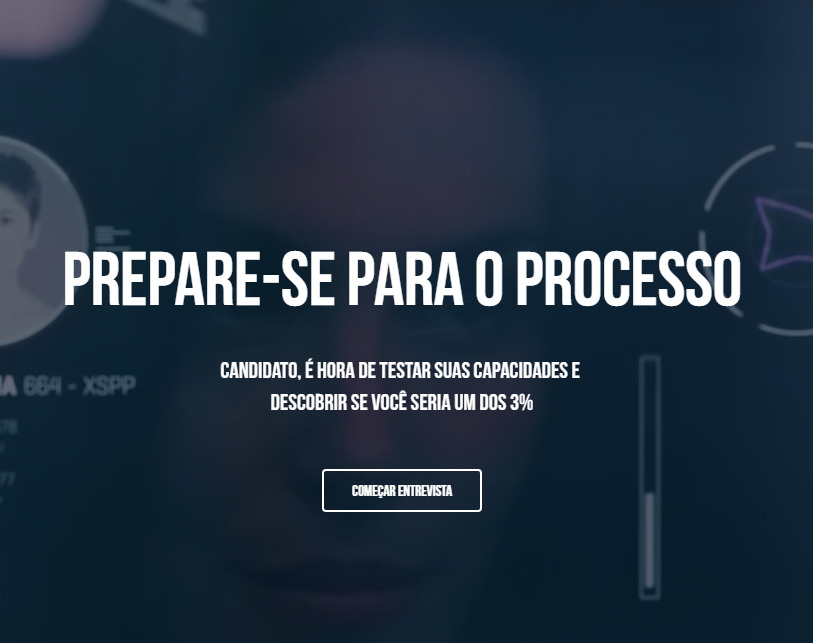 PREPARE-SE PARA O PROCESSO
CANDIDATO, É HORA DE TESTAR SUAS CAPACIDADES E
DESCOBRIR SE VOCÊ SERIA UM DOS 3%
664 - XSPP
77
COMEÇAR ENTREVISTA